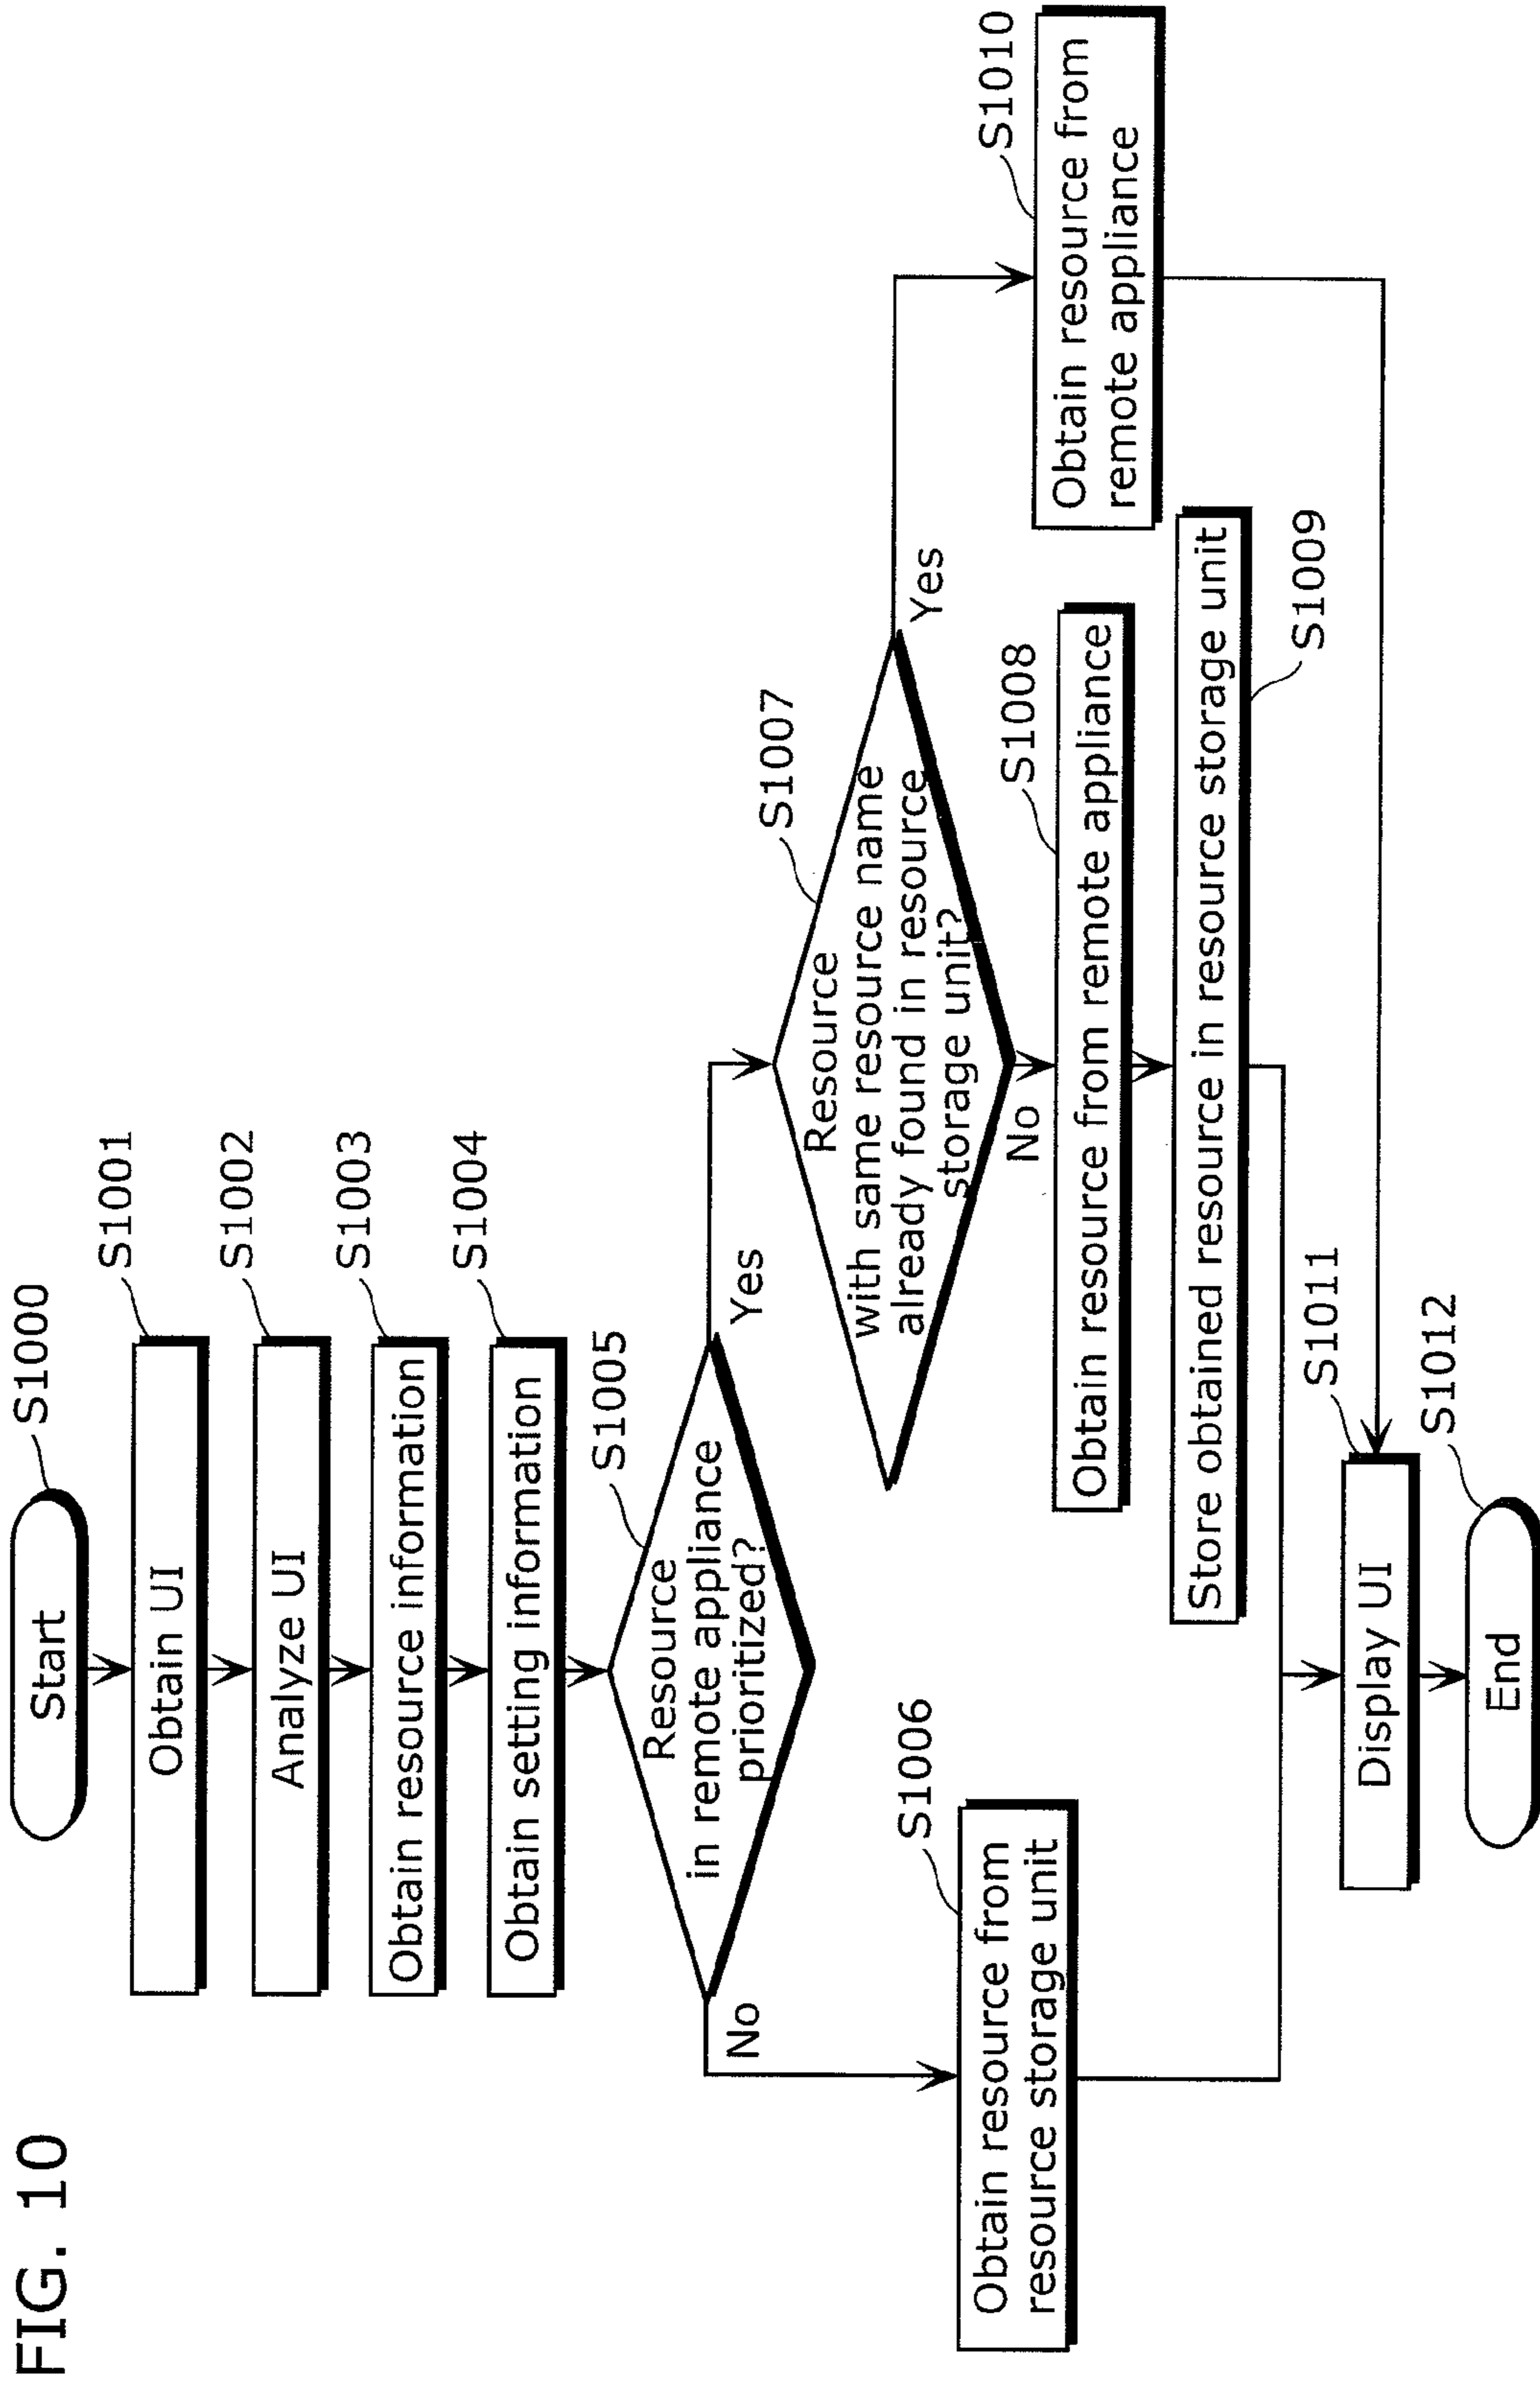 FIG. 10
Start
S1000
Obtain UI
S1001
Analyze UI
S1002
Obtain resource information
S1003
Obtain setting information
S1004
Resource
in remote appliance
prioritized?
S1005
No
Yes
Obtain resource from
resource storage unit
S1006
Resource
with same resource name
already found in resource
storage unit?
S1007
No
Yes
Obtain resource from remote appliance
S1008
Store obtained resource in resource storage unit
S1009
Obtain resource from
remote appliance
S1010
Display UI
S1011
End
S1012